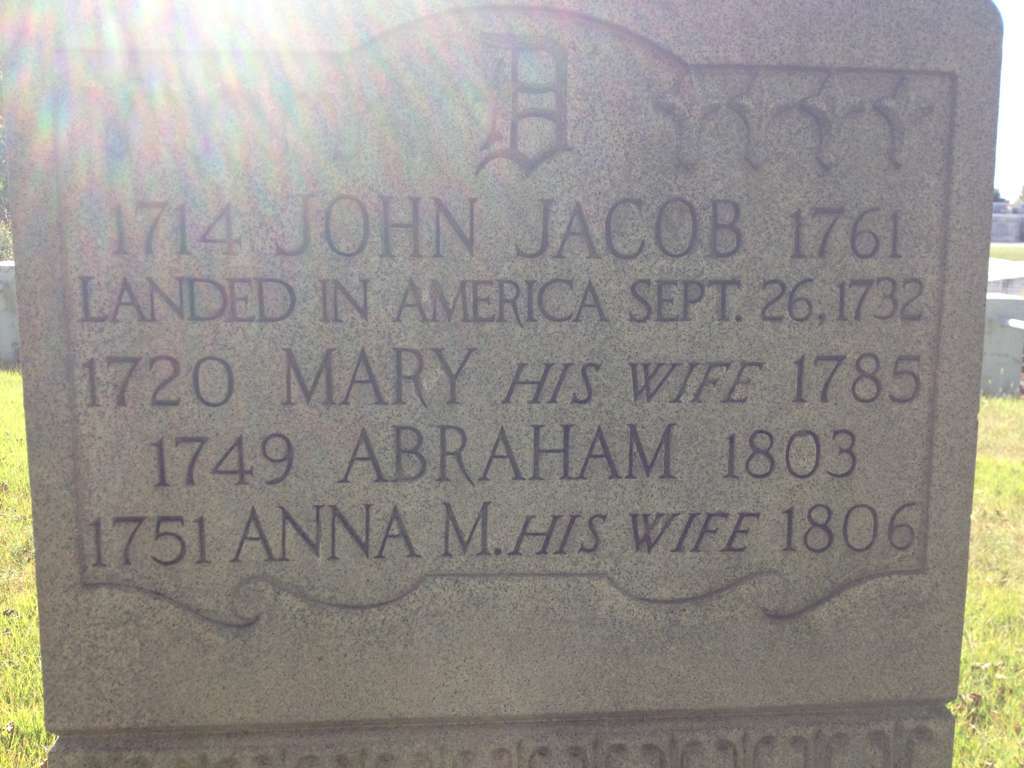 D
1714 JOHN JACOB 1761
LANDED IN AMERICA SEPT. 26, 1732
1720 MARY HIS WIFE 1785
1749 ABRAHAM 1803
1751 ANNA M. HIS WIFE 1806